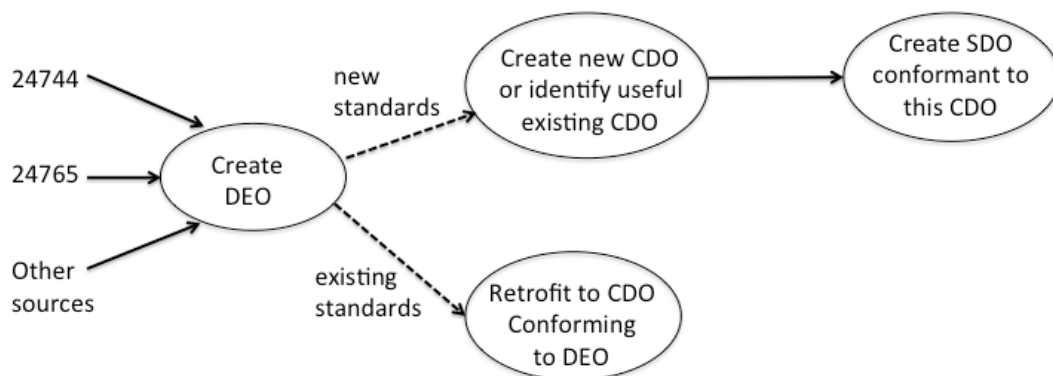 24744
24765
Other
sources
Create
DEO
new
standards
existing
standards
Create new CDO
or identify useful
existing CDO
Create SDO
conformant to
this CDO
Retrofit to CDO
Conforming
to DEO